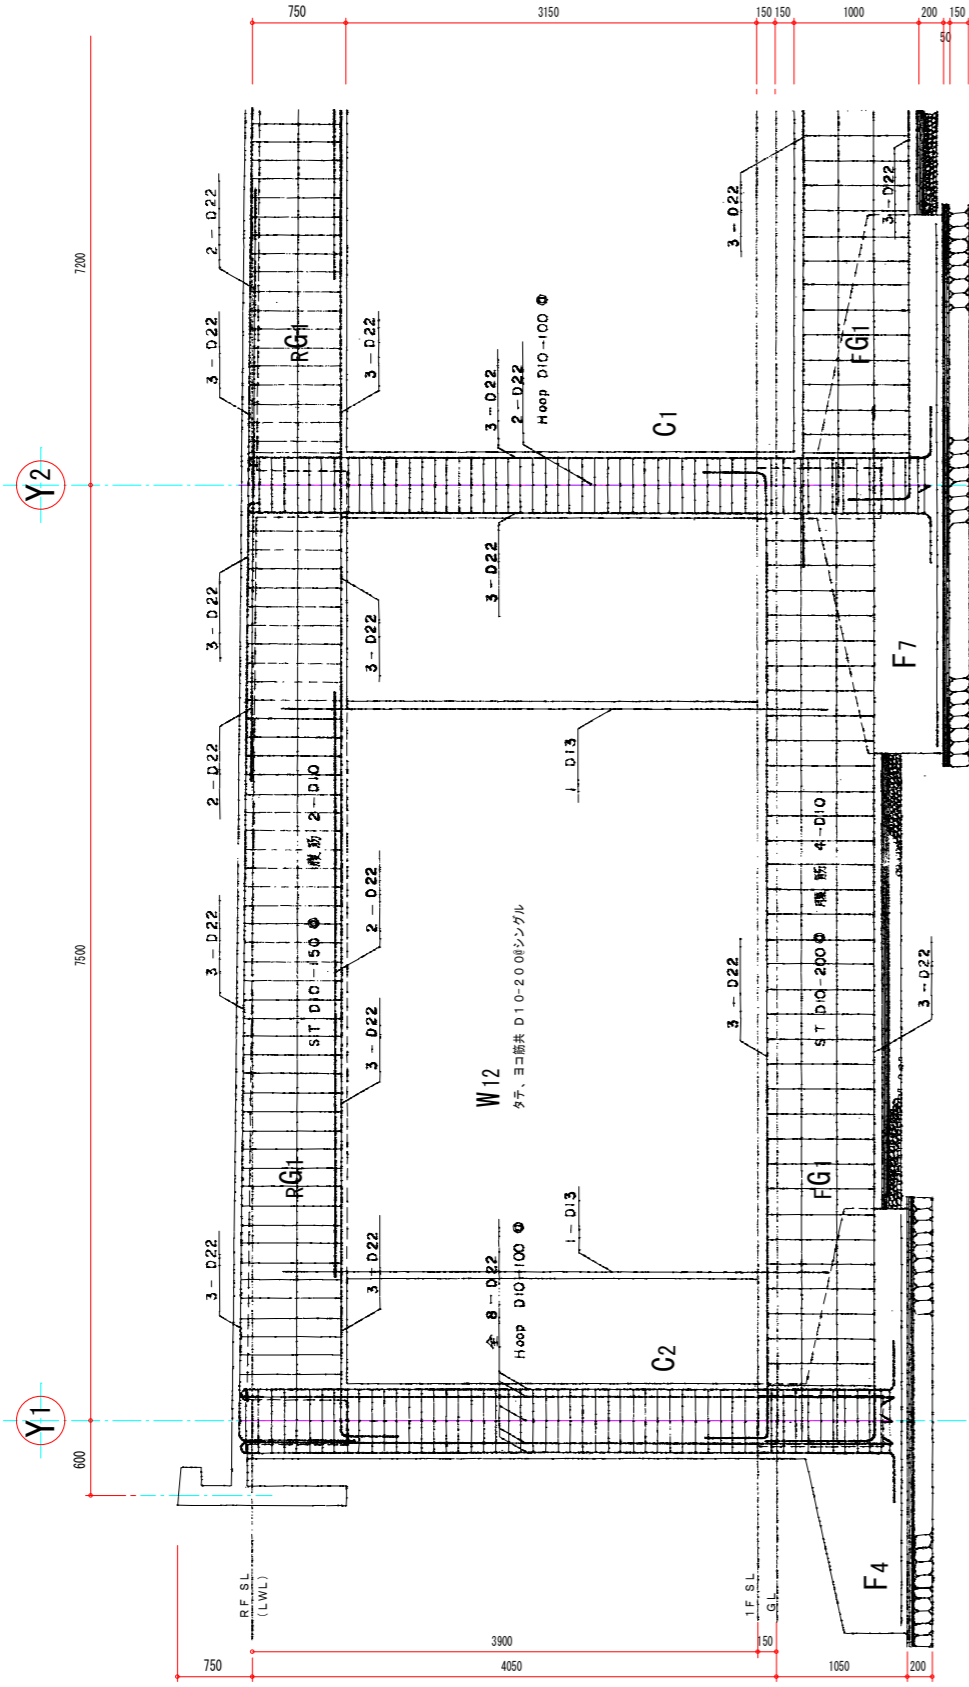 750
3150
150
150
1000
200
50
150
7200
7500
600
Y2
Y1
2-D22
3-D22
RG1
3-D22
3-D22
2-D22
Hoop D10-100@
C1
3-D22
3-D22
FG1
3-D22
3-D22
3-D22
F7
2-D22
1-D13
ST D10-150@ 腹筋 2-D10
2-D22
3-D22
3-D22
W12
タテ、ヨコ筋共 D10-200@シングル
3-D22
ST D10-200@ 腹筋 4-D10
3-D22
RG1
FG1
3-D22
3-D22
1-D13
全 8-D22
Hoop D10-100@
C2
F4
RF SL
(LWL)
1F SL
GL
3900
150
750
4050
1050
200